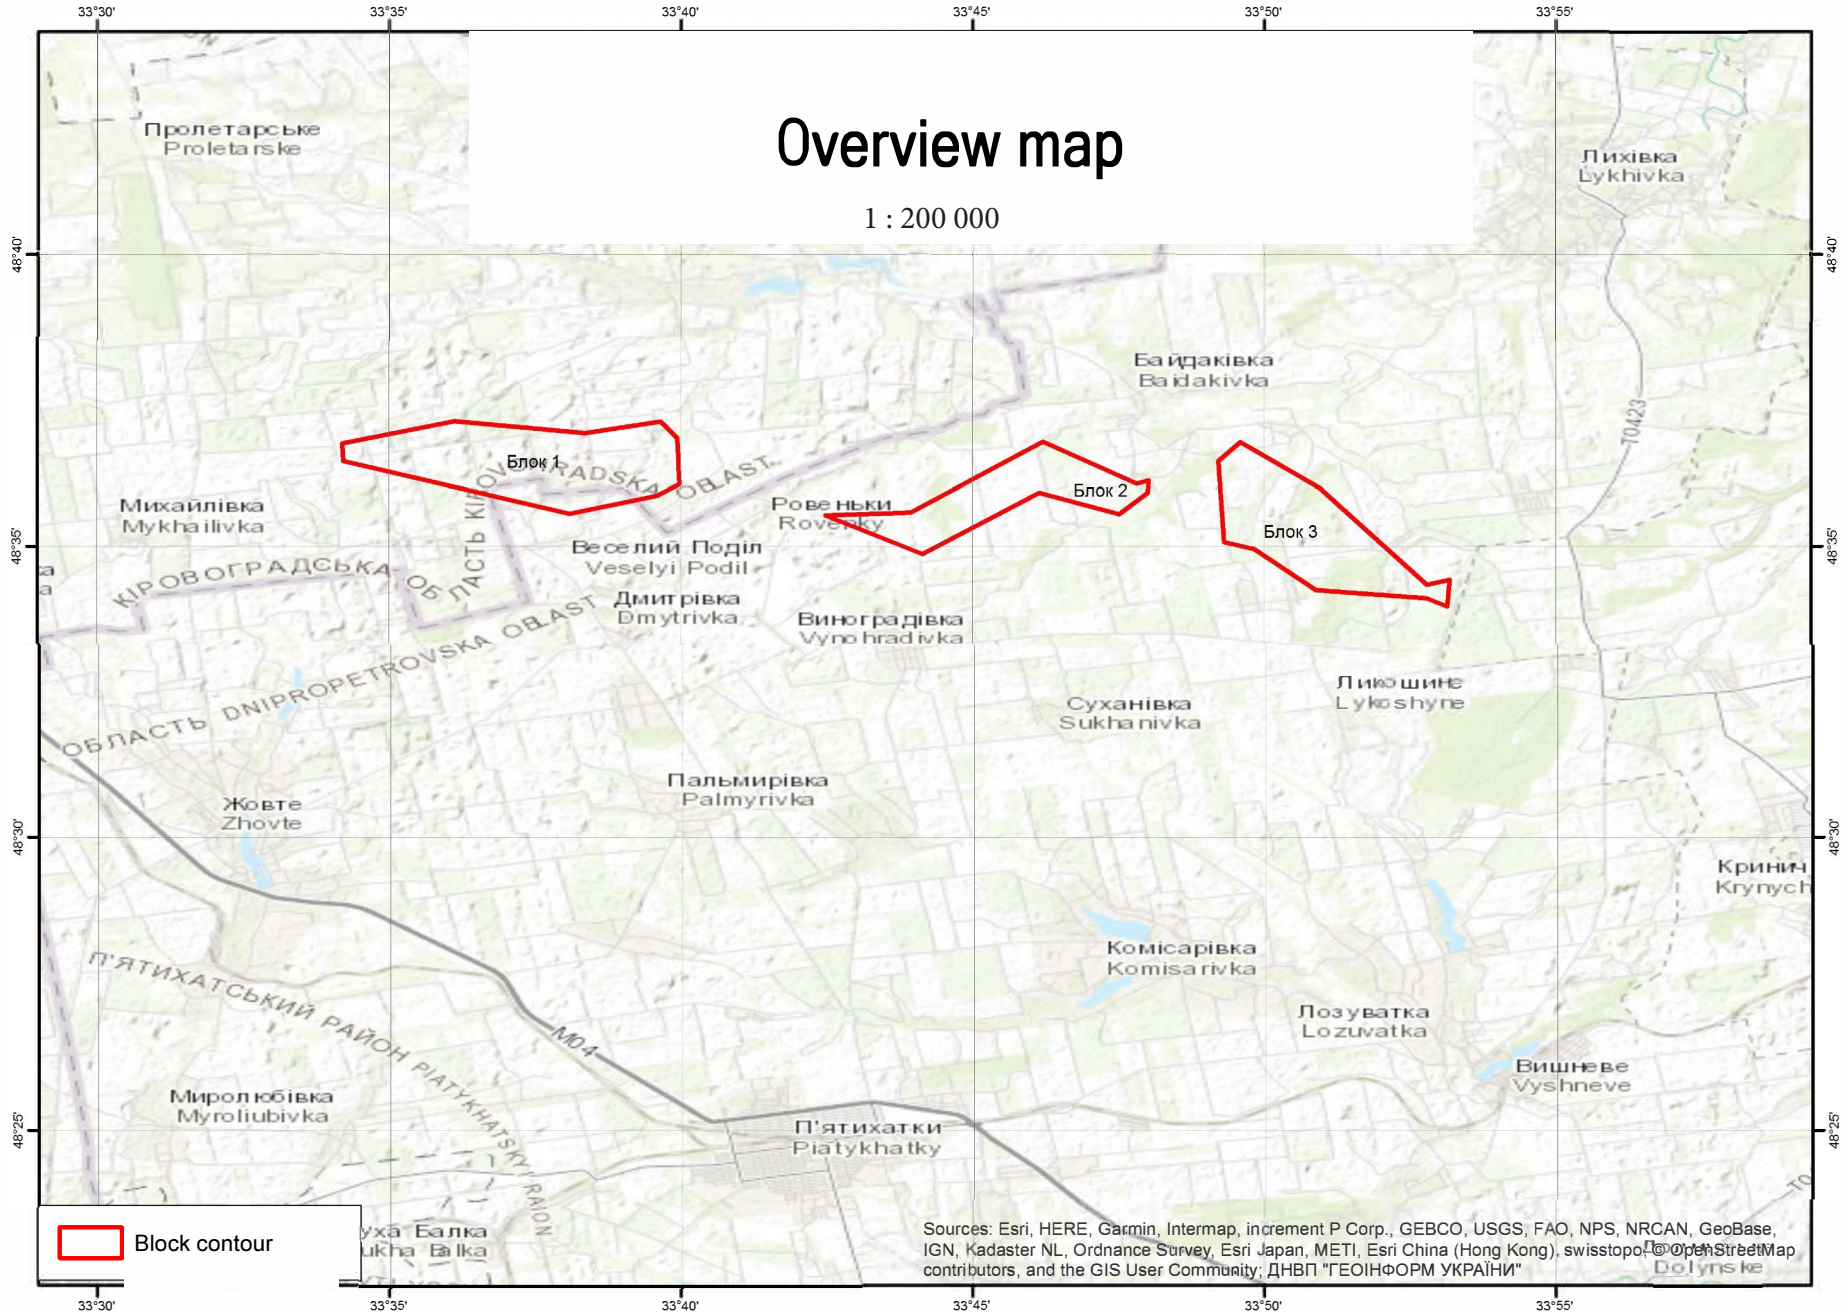 33°30' 33°35' 33°40' 33°45' 33°50' 33°55'
Overview map
1 : 200 000
Пролетарське
Proletarske
Лихівка
Lykhivka
48°40' 48°40'
Байдаківка
Baidakivka
T0423
Блок 1
Блок 2
Блок 3
KIROVOHRADSKA OBLAST
Михайлівка
Mykhailivka
Ровеньки
Rovenky
48°35' 48°35'
Веселий Поділ
Veselyi Podil
КІРОВОГРАДСЬКА ОБЛАСТЬ
Дмитрівка
Dmytrivka
Виноградівка
Vynohradivka
ОБЛАСТЬ DNIPROPETROVSKA OBLAST
Ликошине
Lykoshyne
Суханівка
Sukhanivka
Пальмирівка
Palmyrivka
Жовте
Zhovte
48°30' 48°30'
Кринич
Krynych
Комісарівка
Komisarivka
П'ЯТИХАТСЬКИЙ РАЙОН PIATYKHATSKYI RAION
Лозуватка
Lozuvatka
M04
Вишневе
Vyshneve
Миролюбівка
Myroliubivka
48°25' 48°25'
П'ятихатки
Piatykhatky
уха Балка
ukha Balka
Block contour
Sources: Esri, HERE, Garmin, Intermap, increment P Corp., GEBCO, USGS, FAO, NPS, NRCAN, GeoBase,
IGN, Kadaster NL, Ordnance Survey, Esri Japan, METI, Esri China (Hong Kong), swisstopo, © OpenStreetMap
contributors, and the GIS User Community; ДНВП "ГЕОІНФОРМ УКРАЇНИ"
Dolynske
33°30' 33°35' 33°40' 33°45' 33°50' 33°55'